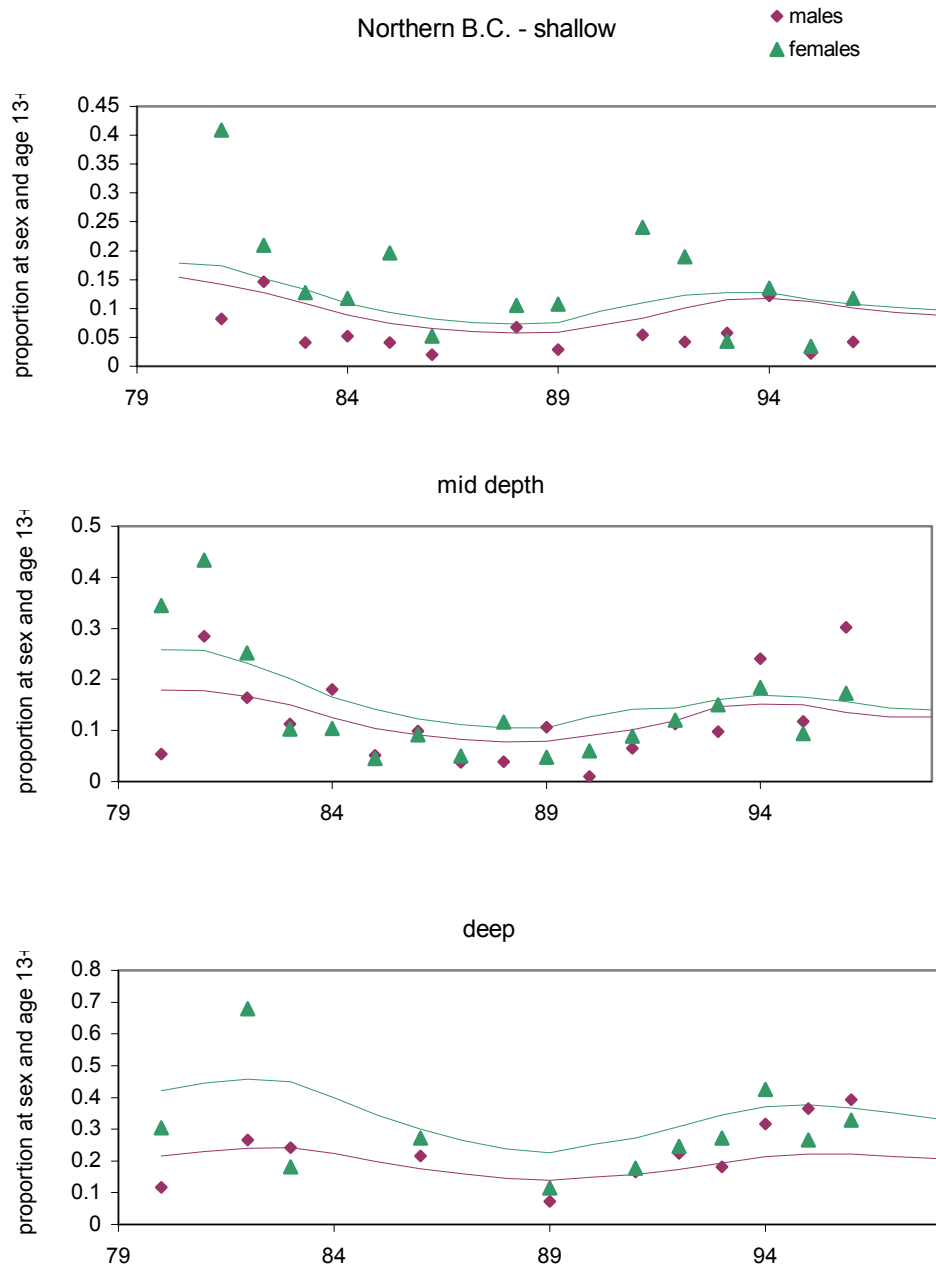 Northern B.C. - shallow
males
females
proportion at sex and age 13+
0.45
0.4
0.35
0.3
0.25
0.2
0.15
0.1
0.05
0
79 84 89 94
mid depth
proportion at sex and age 13+
0.5
0.4
0.3
0.2
0.1
0
79 84 89 94
deep
proportion at sex and age 13+
0.8
0.7
0.6
0.5
0.4
0.3
0.2
0.1
0
79 84 89 94